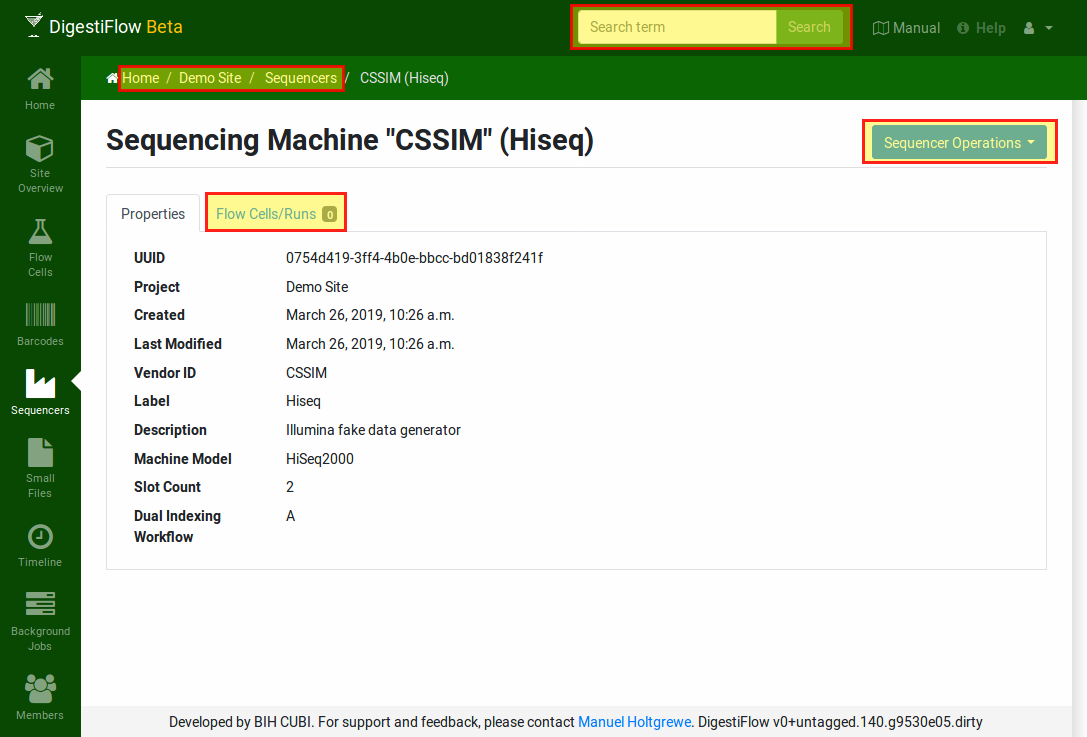 DigestiFlow Beta
Search term
Search
Manual
Help
Home / Demo Site / Sequencers / CSSIM (Hiseq)
Home
Site
Overview
Flow
Cells
Barcodes
Sequencers
Small
Files
Timeline
Background
Jobs
Members
Sequencing Machine "CSSIM" (Hiseq)
Sequencer Operations
Properties
Flow Cells/Runs 0
UUID 0754d419-3ff4-4b0e-bbcc-bd01838f241f
Project Demo Site
Created March 26, 2019, 10:26 a.m.
Last Modified March 26, 2019, 10:26 a.m.
Vendor ID CSSIM
Label Hiseq
Description Illumina fake data generator
Machine Model HiSeq2000
Slot Count 2
Dual Indexing A
Workflow
Developed by BIH CUBI. For support and feedback, please contact Manuel Holtgrewe. DigestiFlow v0+untagged.140.g9530e05.dirty